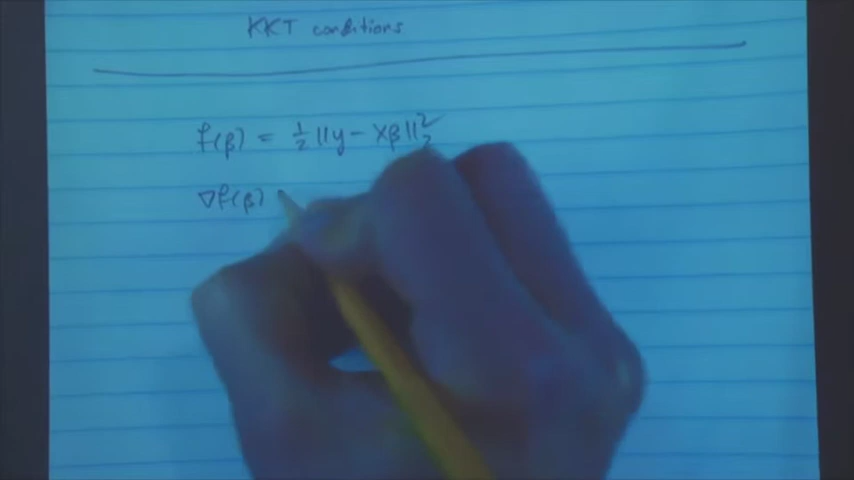 KKT conditions
f(β) = ½ ||y − Xβ||₂²
∇f(β)